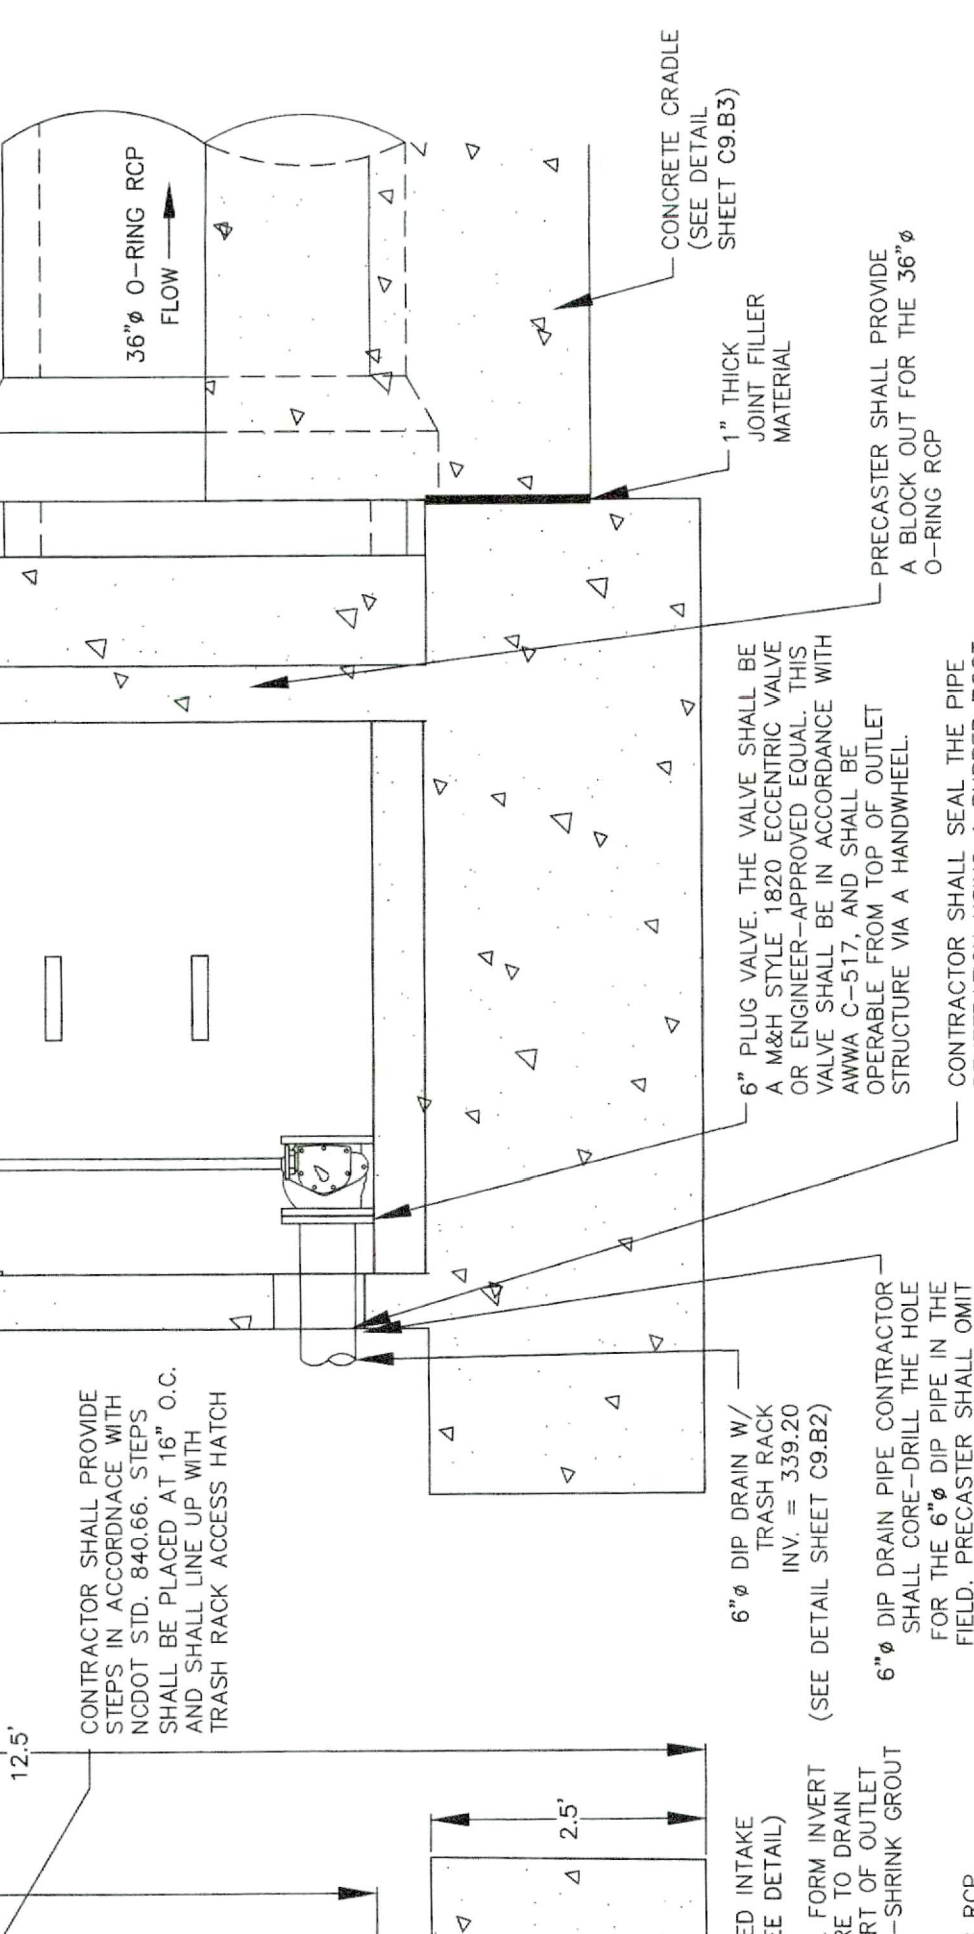 36"ø O-RING RCP
FLOW
CONCRETE CRADLE
(SEE DETAIL
SHEET C9.B3)
1" THICK
JOINT FILLER
MATERIAL
PRECASTER SHALL PROVIDE
A BLOCK OUT FOR THE 36"ø
O-RING RCP
6" PLUG VALVE. THE VALVE SHALL BE
A M&H STYLE 1820 ECCENTRIC VALVE
OR ENGINEER-APPROVED EQUAL. THIS
VALVE SHALL BE IN ACCORDANCE WITH
AWWA C-517, AND SHALL BE
OPERABLE FROM TOP OF OUTLET
STRUCTURE VIA A HANDWHEEL.
CONTRACTOR SHALL SEAL THE PIPE
CONTRACTOR SHALL PROVIDE
STEPS IN ACCORDNACE WITH
NCDOT STD. 840.66. STEPS
SHALL BE PLACED AT 16" O.C.
AND SHALL LINE UP WITH
TRASH RACK ACCESS HATCH
6"ø DIP DRAIN W/
TRASH RACK
INV. = 339.20
(SEE DETAIL SHEET C9.B2)
6"ø DIP DRAIN PIPE CONTRACTOR
SHALL CORE-DRILL THE HOLE
FOR THE 6"ø DIP PIPE IN THE
FIELD. PRECASTER SHALL OMIT
12.5'
2.5'
ED INTAKE
EE DETAIL)
FORM INVERT
RE TO DRAIN
RT OF OUTLET
-SHRINK GROUT
RCP